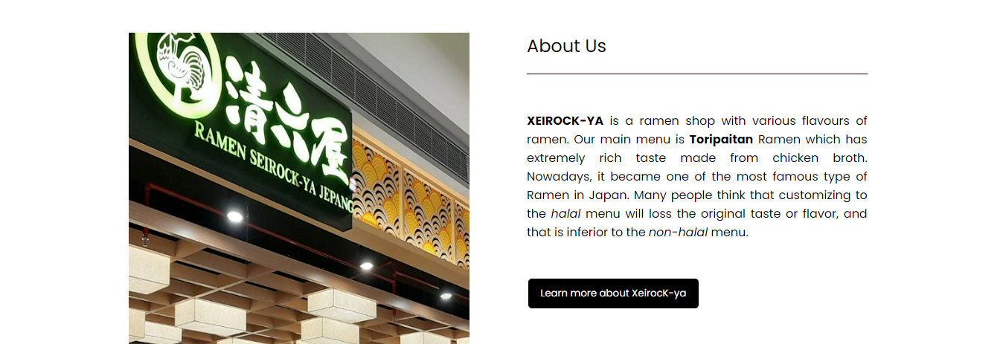 清六屋
RAMEN SEIROCK-YA JEPANG
About Us
XEIROCK-YA is a ramen shop with various flavours of
ramen. Our main menu is Toripaitan Ramen which has
extremely rich taste made from chicken broth.
Nowadays, it became one of the most famous type of
Ramen in Japan. Many people think that customizing to
the halal menu will loss the original taste or flavor, and
that is inferior to the non-halal menu.
Learn more about XeirocK-ya